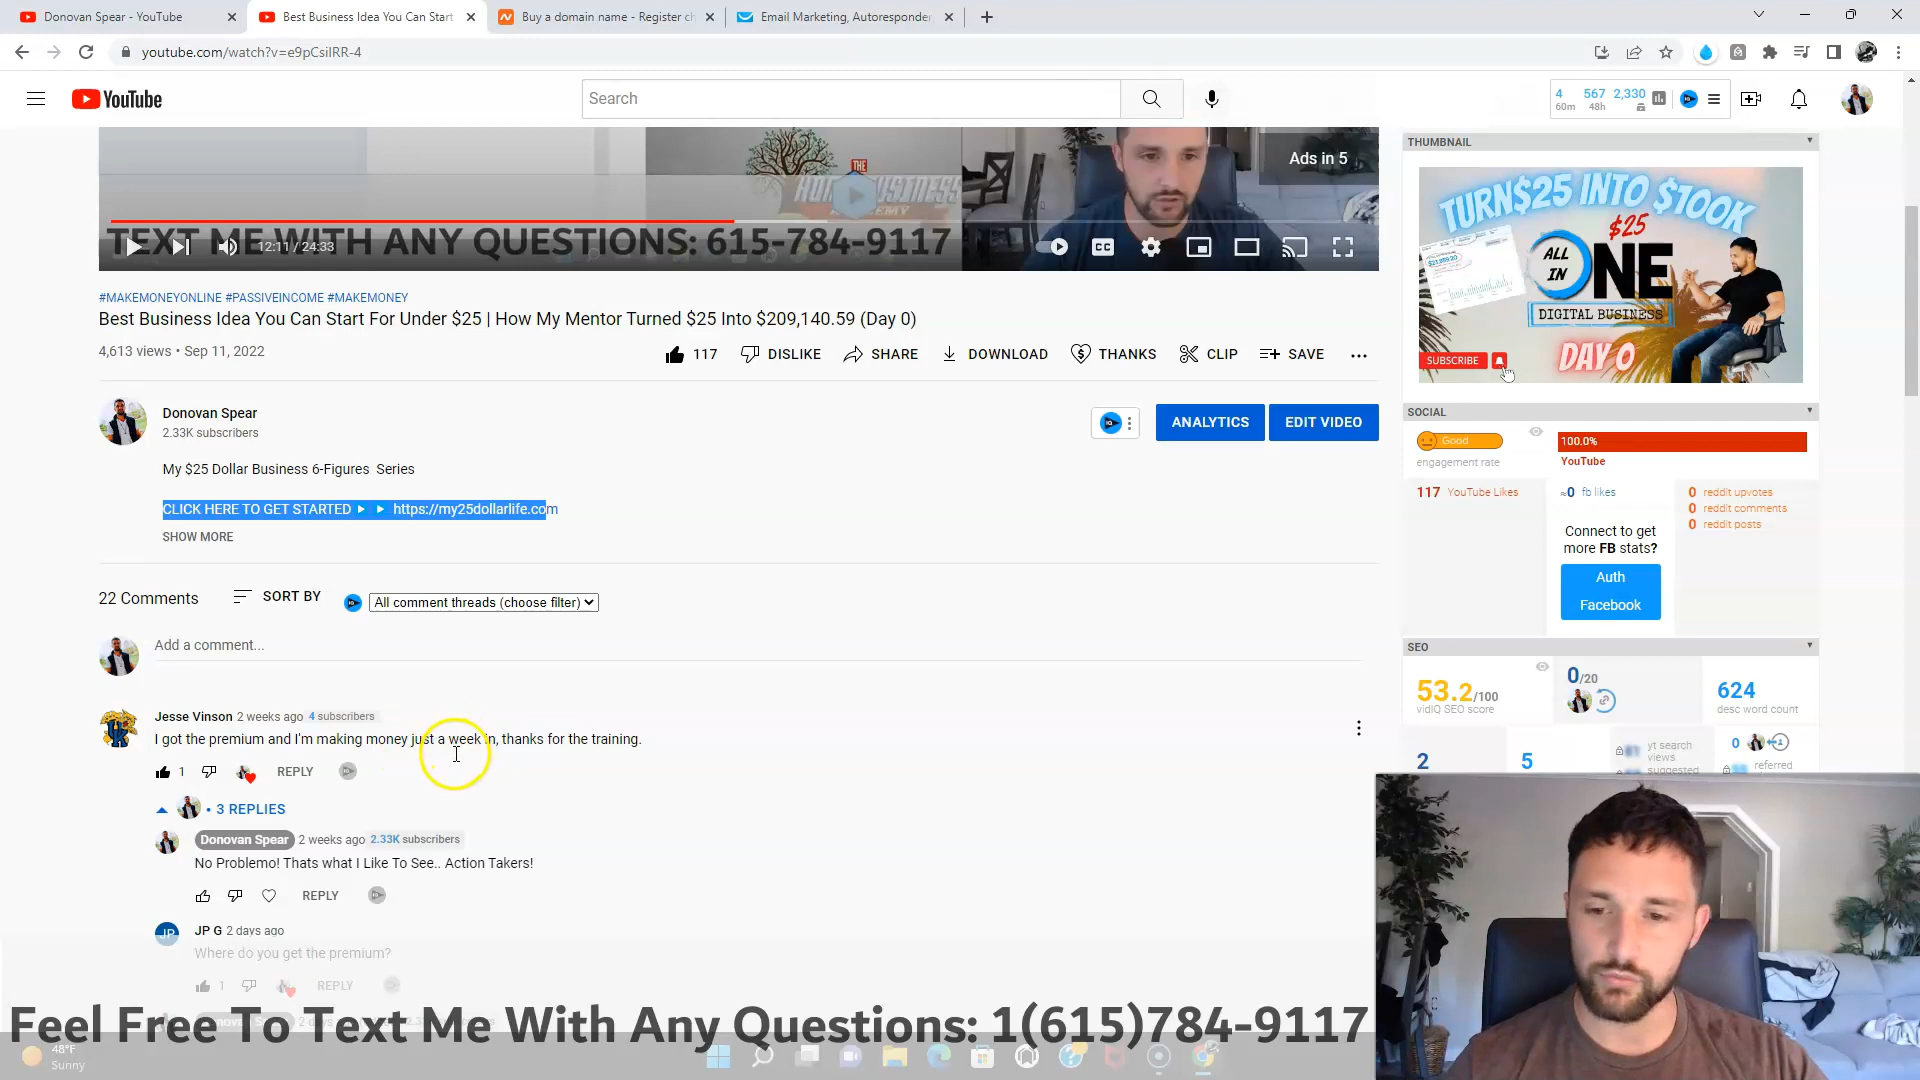 Donovan Spear - YouTube
Best Business Idea You Can Start
Buy a domain name - Register ch
Email Marketing, Autoresponder,
youtube.com/watch?v=e9pCsiIRR-4
YouTube
Search
4 567 2,330
60m 48h
THE
Ads in 5
TEXT ME WITH ANY QUESTIONS: 615-784-9117
12:11 / 24:33
CC
#MAKEMONEYONLINE #PASSIVEINCOME #MAKEMONEY
Best Business Idea You Can Start For Under $25 | How My Mentor Turned $25 Into $209,140.59 (Day 0)
4,613 views • Sep 11, 2022
117 DISLIKE SHARE DOWNLOAD THANKS CLIP SAVE
Donovan Spear
2.33K subscribers
ANALYTICS
EDIT VIDEO
My $25 Dollar Business 6-Figures Series
CLICK HERE TO GET STARTED ► ► https://my25dollarlife.com
SHOW MORE
22 Comments
SORT BY
All comment threads (choose filter)
Add a comment...
Jesse Vinson 2 weeks ago 4 subscribers
I got the premium and I'm making money just a week in, thanks for the training.
1 REPLY
• 3 REPLIES
Donovan Spear 2 weeks ago 2.33K subscribers
No Problemo! Thats what I Like To See.. Action Takers!
REPLY
JP
JP G 2 days ago
Where do you get the premium?
1 REPLY
THUMBNAIL
TURN $25 INTO $100K
$25
ALL IN ONE
DIGITAL BUSINESS
SUBSCRIBE
DAY 0
SOCIAL
Good
engagement rate
100.0%
YouTube
117 YouTube Likes
≈0 fb likes
Connect to get
more FB stats?
Auth
Facebook
0 reddit upvotes
0 reddit comments
0 reddit posts
SEO
53.2/100
vidIQ SEO score
0/20
624
desc word count
2
5
yt search
views
suggested
0
referred
Feel Free To Text Me With Any Questions: 1(615)784-9117
48°F
Sunny